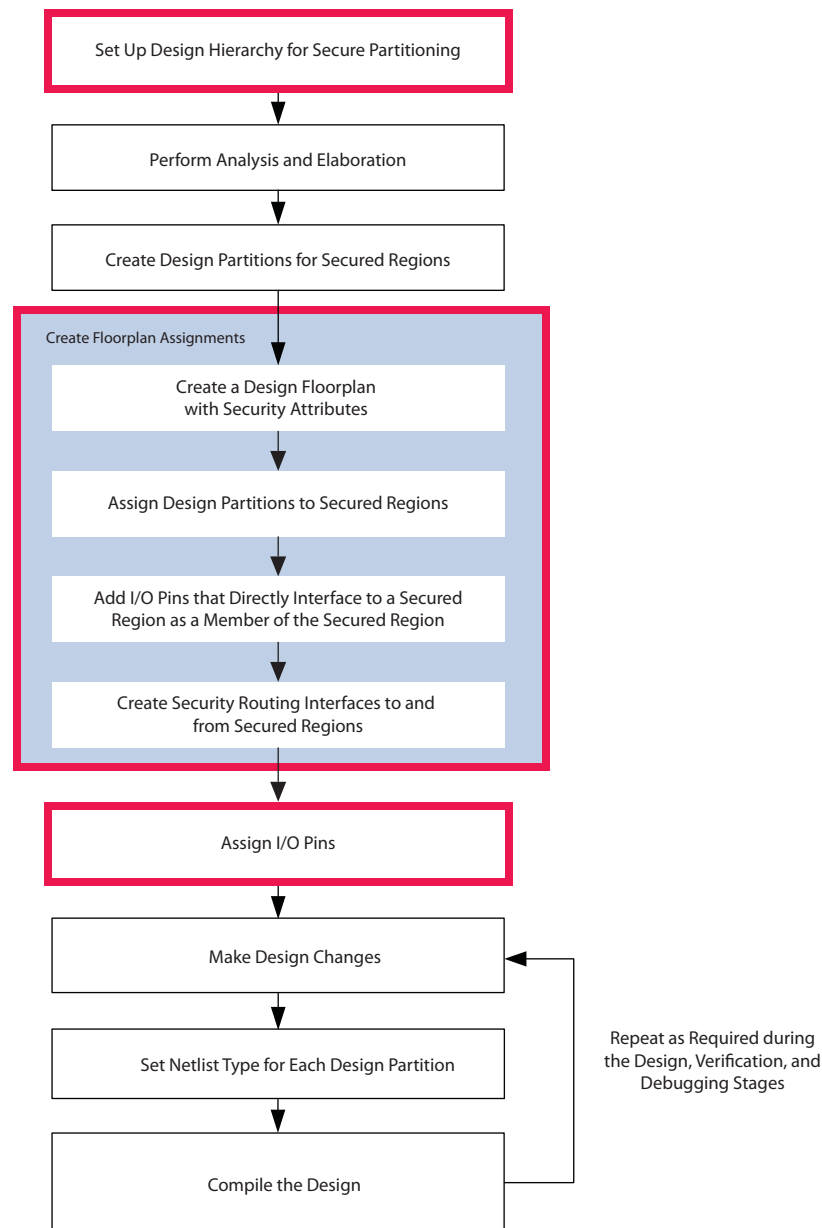 Set Up Design Hierarchy for Secure Partitioning
Perform Analysis and Elaboration
Create Design Partitions for Secured Regions
Create Floorplan Assignments
Create a Design Floorplan
with Security Attributes
Assign Design Partitions to Secured Regions
Add I/O Pins that Directly Interface to a Secured
Region as a Member of the Secured Region
Create Security Routing Interfaces to and
from Secured Regions
Assign I/O Pins
Make Design Changes
Set Netlist Type for Each Design Partition
Repeat as Required during
the Design, Verification, and
Debugging Stages
Compile the Design